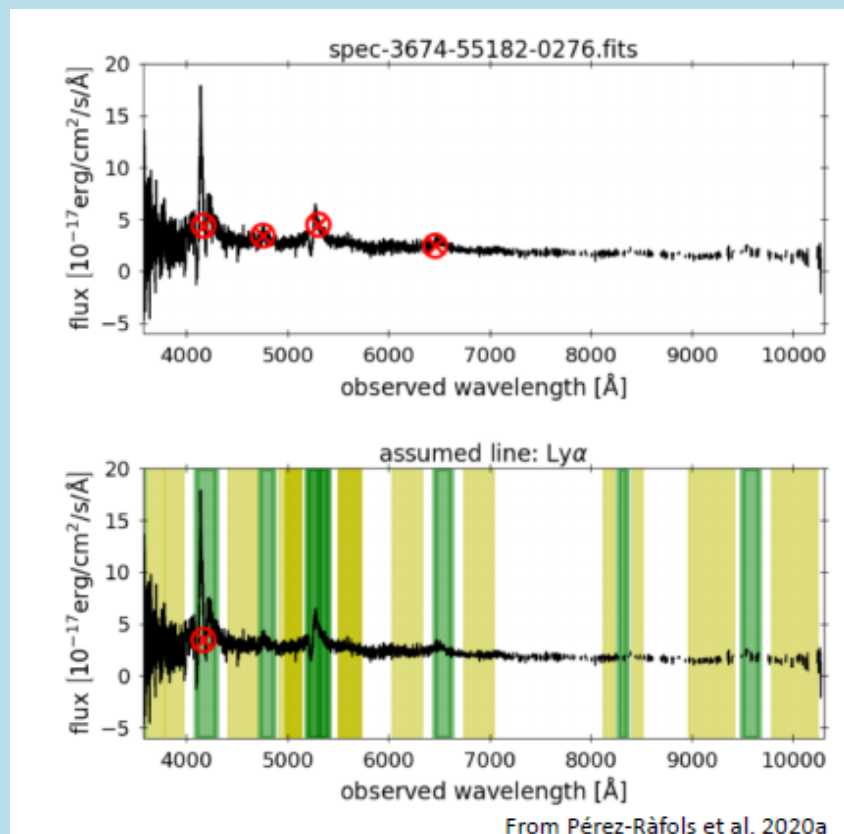 spec-3674-55182-0276.fits
20
15
10
5
0
−5
flux [10⁻¹⁷erg/cm²/s/Å]
4000 5000 6000 7000 8000 9000 10000
observed wavelength [Å]
assumed line: Lyα
20
15
10
5
0
−5
flux [10⁻¹⁷erg/cm²/s/Å]
4000 5000 6000 7000 8000 9000 10000
observed wavelength [Å]
From Pérez-Ràfols et al. 2020a